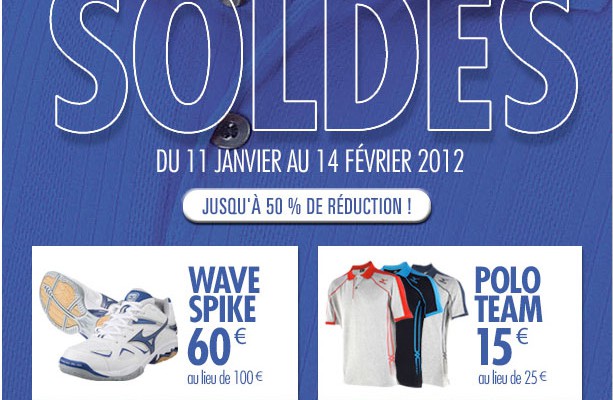 SOLDES
DU 11 JANVIER AU 14 FÉVRIER 2012
JUSQU'À 50 % DE RÉDUCTION !
WAVE
SPIKE
60€
au lieu de 100 €
POLO
TEAM
15€
au lieu de 25 €